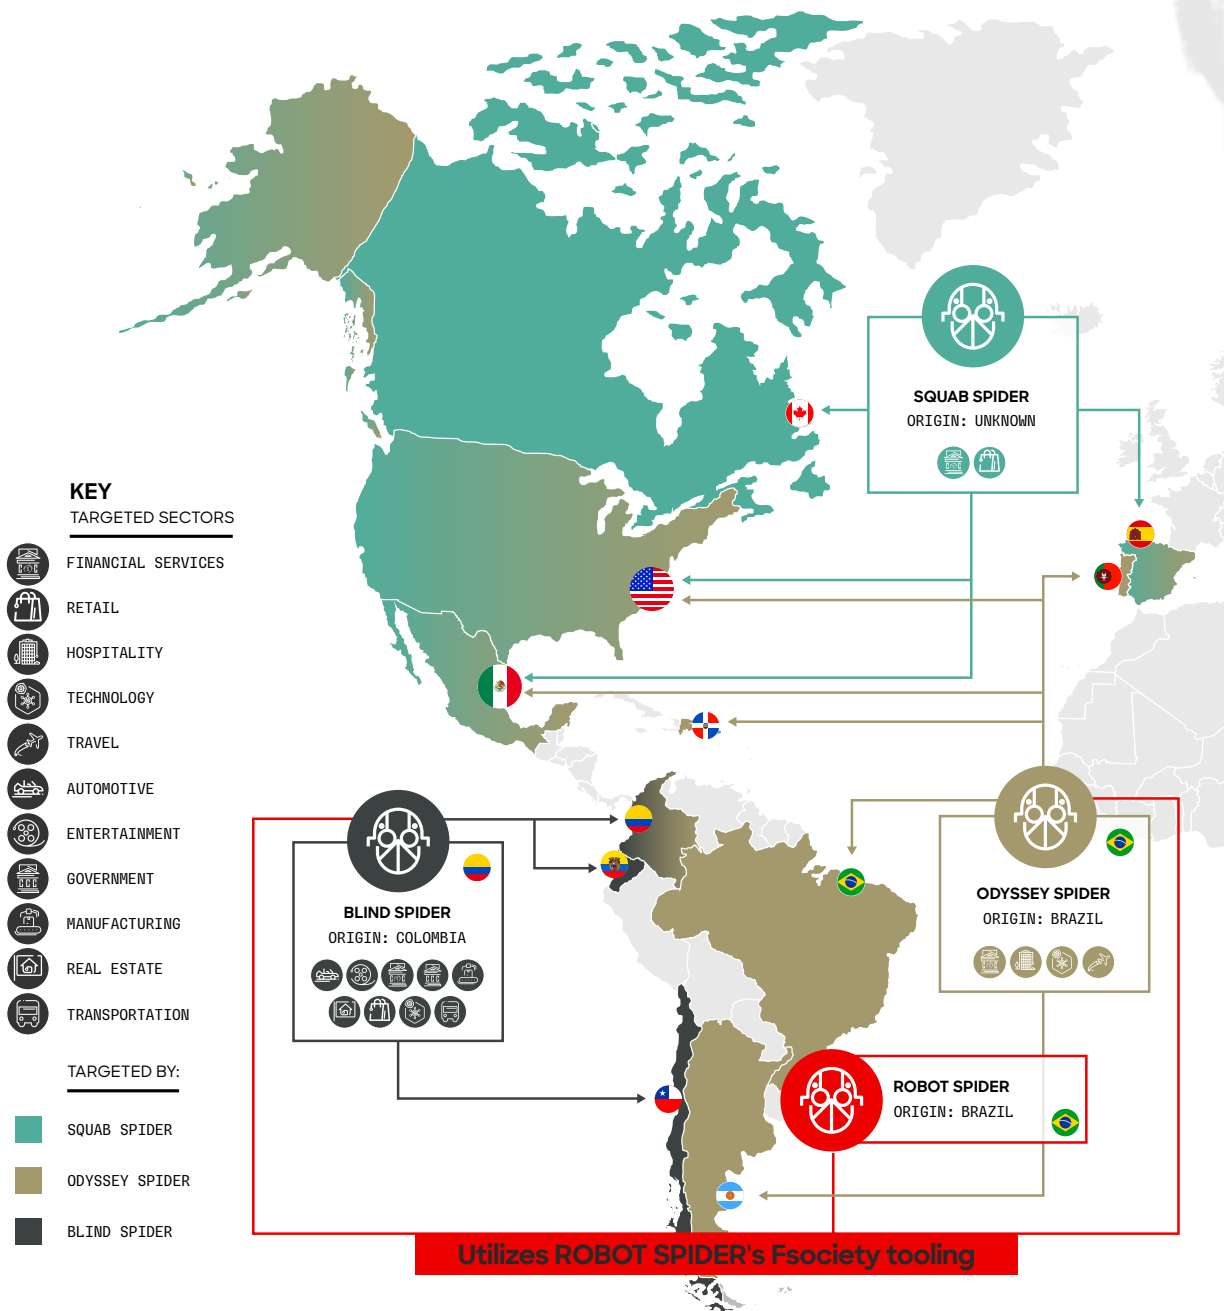 SQUAB SPIDER
ORIGIN: UNKNOWN
KEY
TARGETED SECTORS
FINANCIAL SERVICES
RETAIL
HOSPITALITY
TECHNOLOGY
TRAVEL
AUTOMOTIVE
ENTERTAINMENT
GOVERNMENT
MANUFACTURING
REAL ESTATE
TRANSPORTATION
TARGETED BY:
SQUAB SPIDER
ODYSSEY SPIDER
BLIND SPIDER
BLIND SPIDER
ORIGIN: COLOMBIA
ODYSSEY SPIDER
ORIGIN: BRAZIL
ROBOT SPIDER
ORIGIN: BRAZIL
Utilizes ROBOT SPIDER's Fsociety tooling